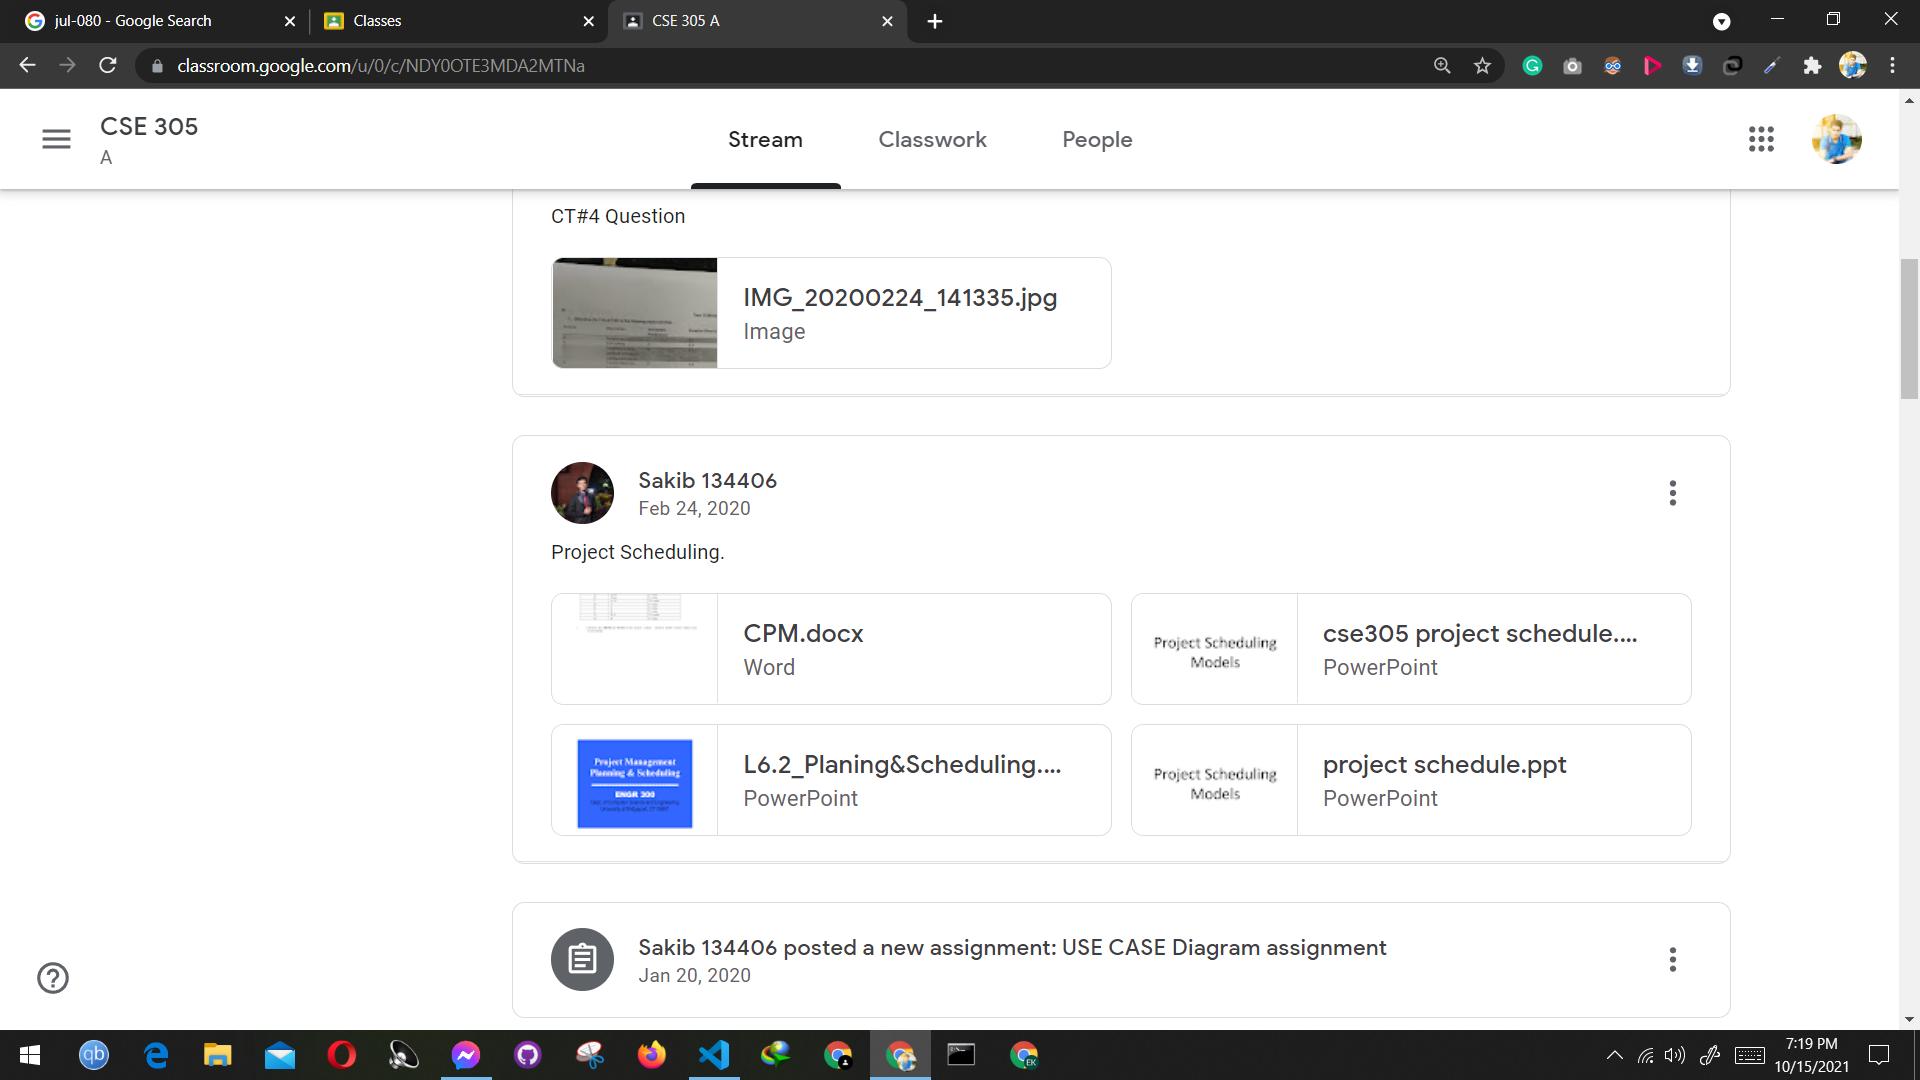 jul-080 - Google Search
Classes
CSE 305 A
classroom.google.com/u/0/c/NDY0OTE3MDA2MTNa
CSE 305
A
Stream
Classwork
People
CT#4 Question
IMG_20200224_141335.jpg
Image
Sakib 134406
Feb 24, 2020
Project Scheduling.
CPM.docx
Word
Project Scheduling
Models
cse305 project schedule....
PowerPoint
Project Management
Planning & Scheduling
ENGR 300
L6.2_Planing&Scheduling....
PowerPoint
Project Scheduling
Models
project schedule.ppt
PowerPoint
Sakib 134406 posted a new assignment: USE CASE Diagram assignment
Jan 20, 2020
qb
EK
7:19 PM
10/15/2021